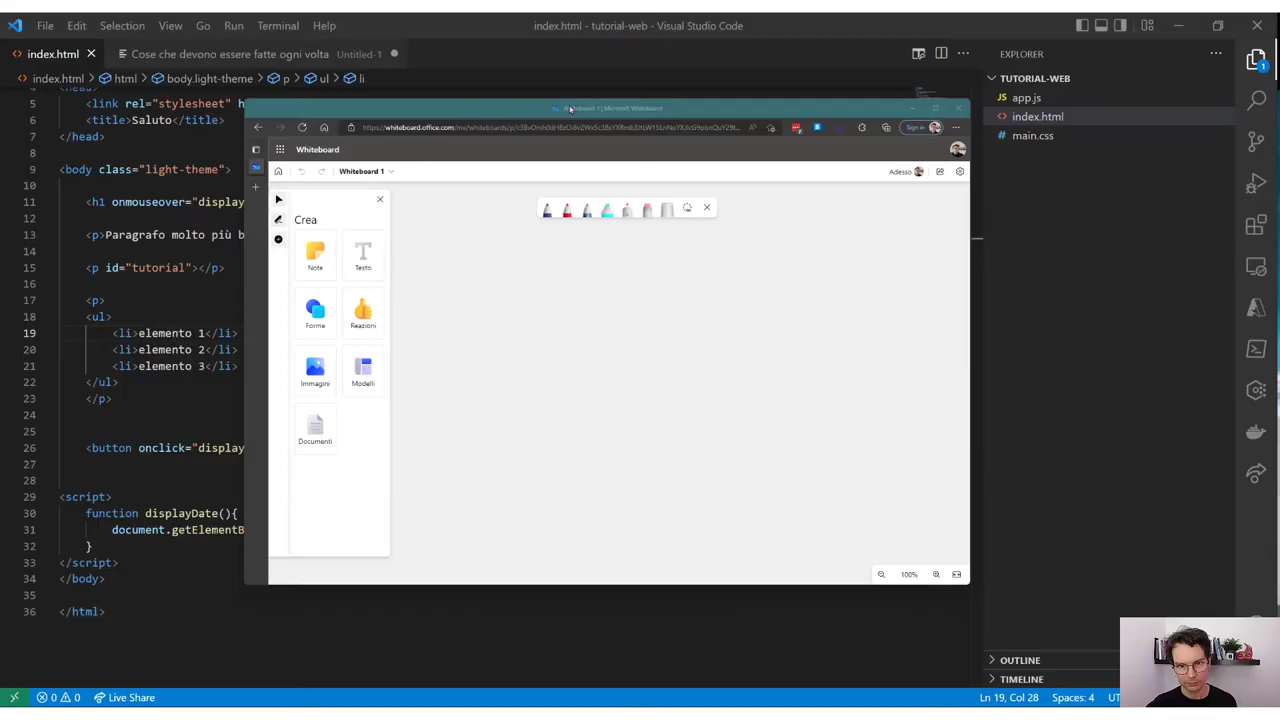 File Edit Selection View Go Run Terminal Help
index.html - tutorial-web - Visual Studio Code
index.html
Cose che devono essere fatte ogni volta Untitled-1
index.html > html > body.light-theme > p > ul > li
5 <link rel="stylesheet" h
6 <title>Saluto</title>
7 </head>
8
9 <body class="light-theme">
10
11 <h1 onmouseover="display
12
13 <p>Paragrafo molto più b
14
15 <p id="tutorial"></p>
16
17 <p>
18 <ul>
19 <li>elemento 1</li>
20 <li>elemento 2</li>
21 <li>elemento 3</li>
22 </ul>
23 </p>
24
25
26 <button onclick="display
27
28
29 <script>
30 function displayDate(){
31 document.getElementB
32 }
33 </script>
34 </body>
35
36 </html>
Whiteboard 1 | Microsoft Whiteboard
Sign in
Whiteboard
Whiteboard 1
Adesso
Crea
Note
Testo
Forme
Reazioni
Immagini
Modelli
Documenti
100%
EXPLORER
TUTORIAL-WEB
app.js
index.html
1
main.css
OUTLINE
TIMELINE
0 0 Live Share
Ln 19, Col 28 Spaces: 4